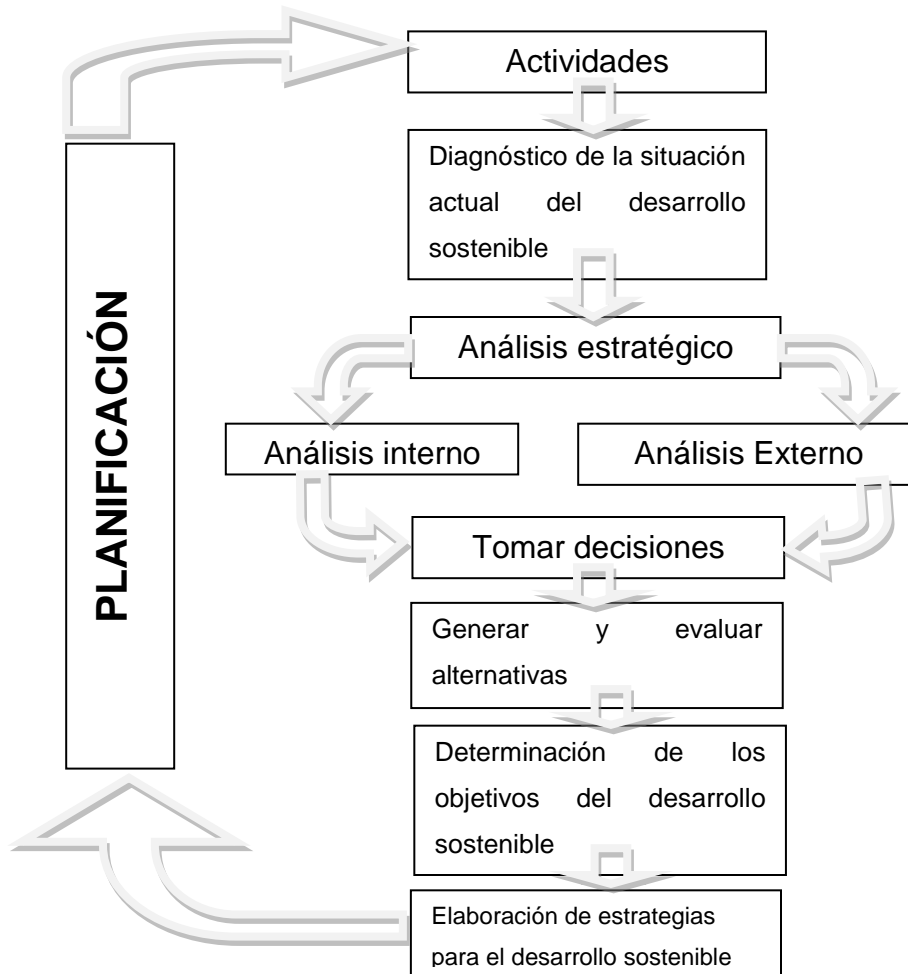 Actividades
Diagnóstico de la situación
actual del desarrollo
sostenible
PLANIFICACIÓN
Análisis estratégico
Análisis interno
Análisis Externo
Tomar decisiones
Generar y evaluar
alternativas
Determinación de los
objetivos del desarrollo
sostenible
Elaboración de estrategias
para el desarrollo sostenible